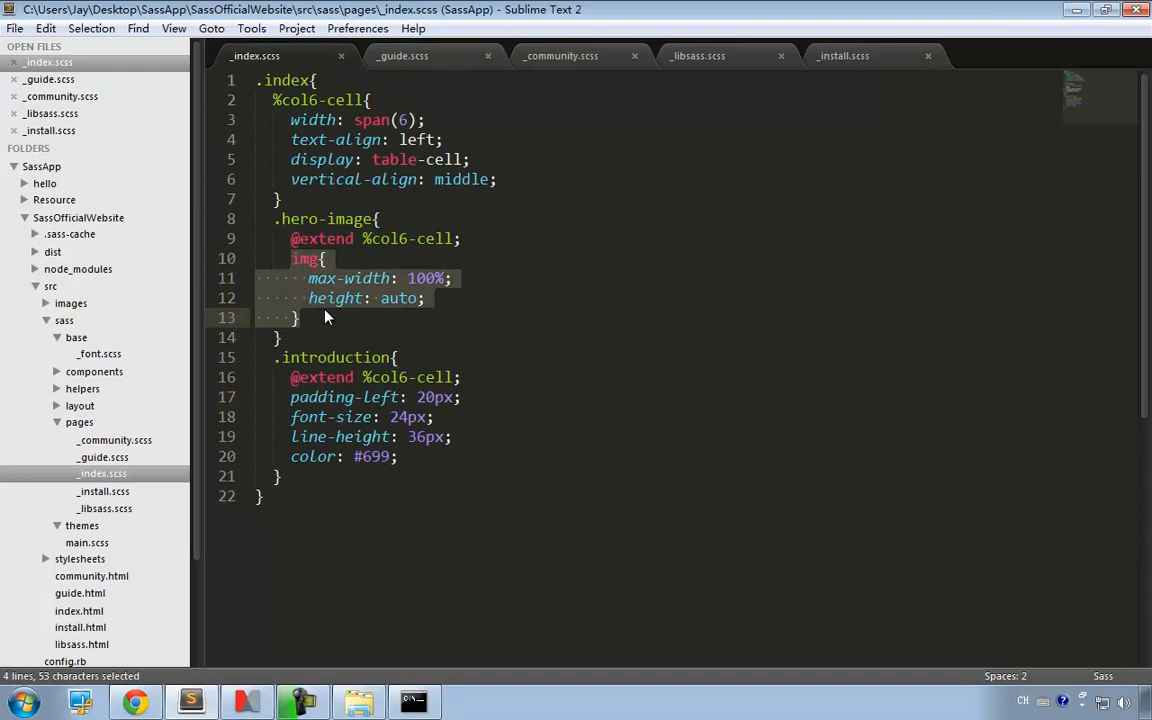 C:\Users\Jay\Desktop\SassApp\SassOfficialWebsite\src\sass\pages\_index.scss (SassApp) - Sublime Text 2
File Edit Selection Find View Goto Tools Project Preferences Help
OPEN FILES
_index.scss
_guide.scss
_community.scss
_libsass.scss
_install.scss
FOLDERS
SassApp
hello
Resource
SassOfficialWebsite
.sass-cache
dist
node_modules
src
images
sass
base
_font.scss
components
helpers
layout
pages
_community.scss
_guide.scss
_index.scss
_install.scss
_libsass.scss
themes
main.scss
stylesheets
community.html
guide.html
index.html
install.html
libsass.html
config.rb
_index.scss _guide.scss _community.scss _libsass.scss _install.scss
1 .index{
2 %col6-cell{
3 width: span(6);
4 text-align: left;
5 display: table-cell;
6 vertical-align: middle;
7 }
8 .hero-image{
9 @extend %col6-cell;
10 img{
11 max-width: 100%;
12 height: auto;
13 }
14 }
15 .introduction{
16 @extend %col6-cell;
17 padding-left: 20px;
18 font-size: 24px;
19 line-height: 36px;
20 color: #699;
21 }
22 }
4 lines, 53 characters selected Spaces: 2 Sass
CH